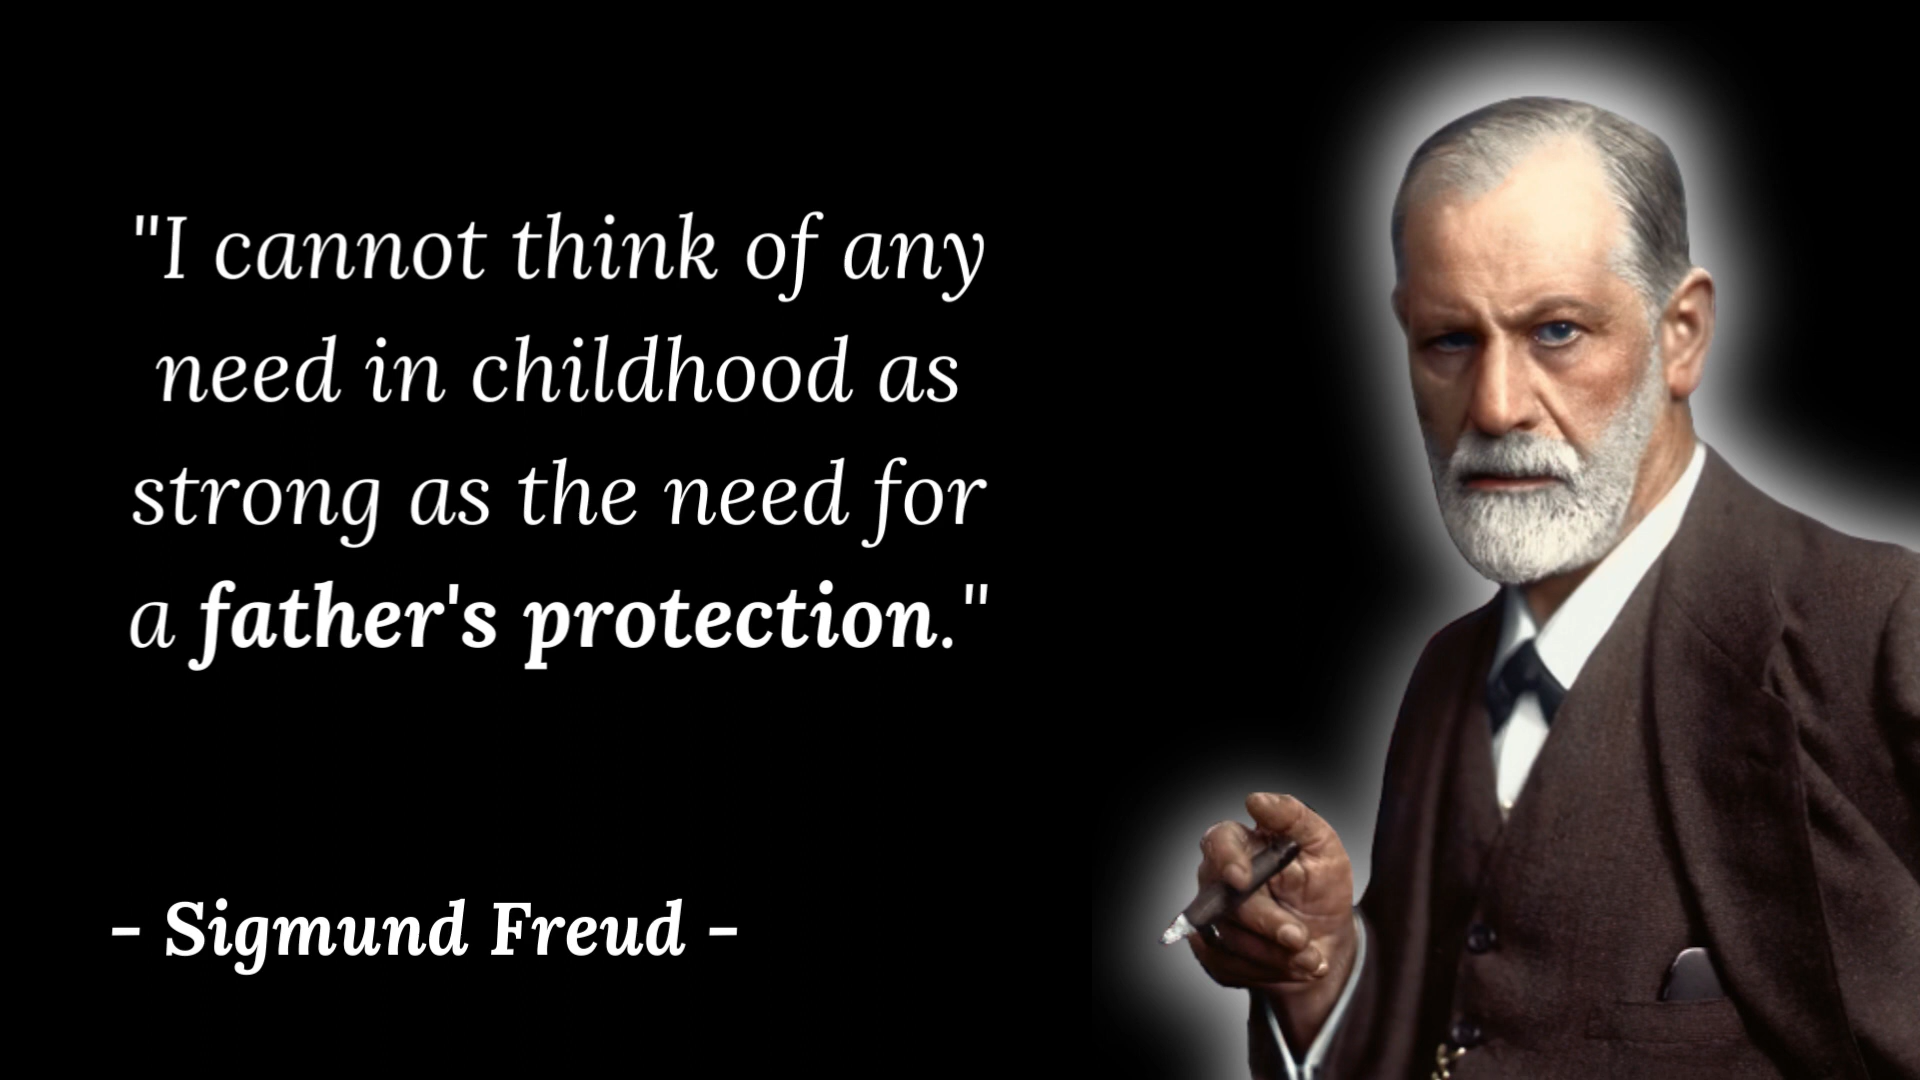 "I cannot think of any
need in childhood as
strong as the need for
a father's protection."
- Sigmund Freud -